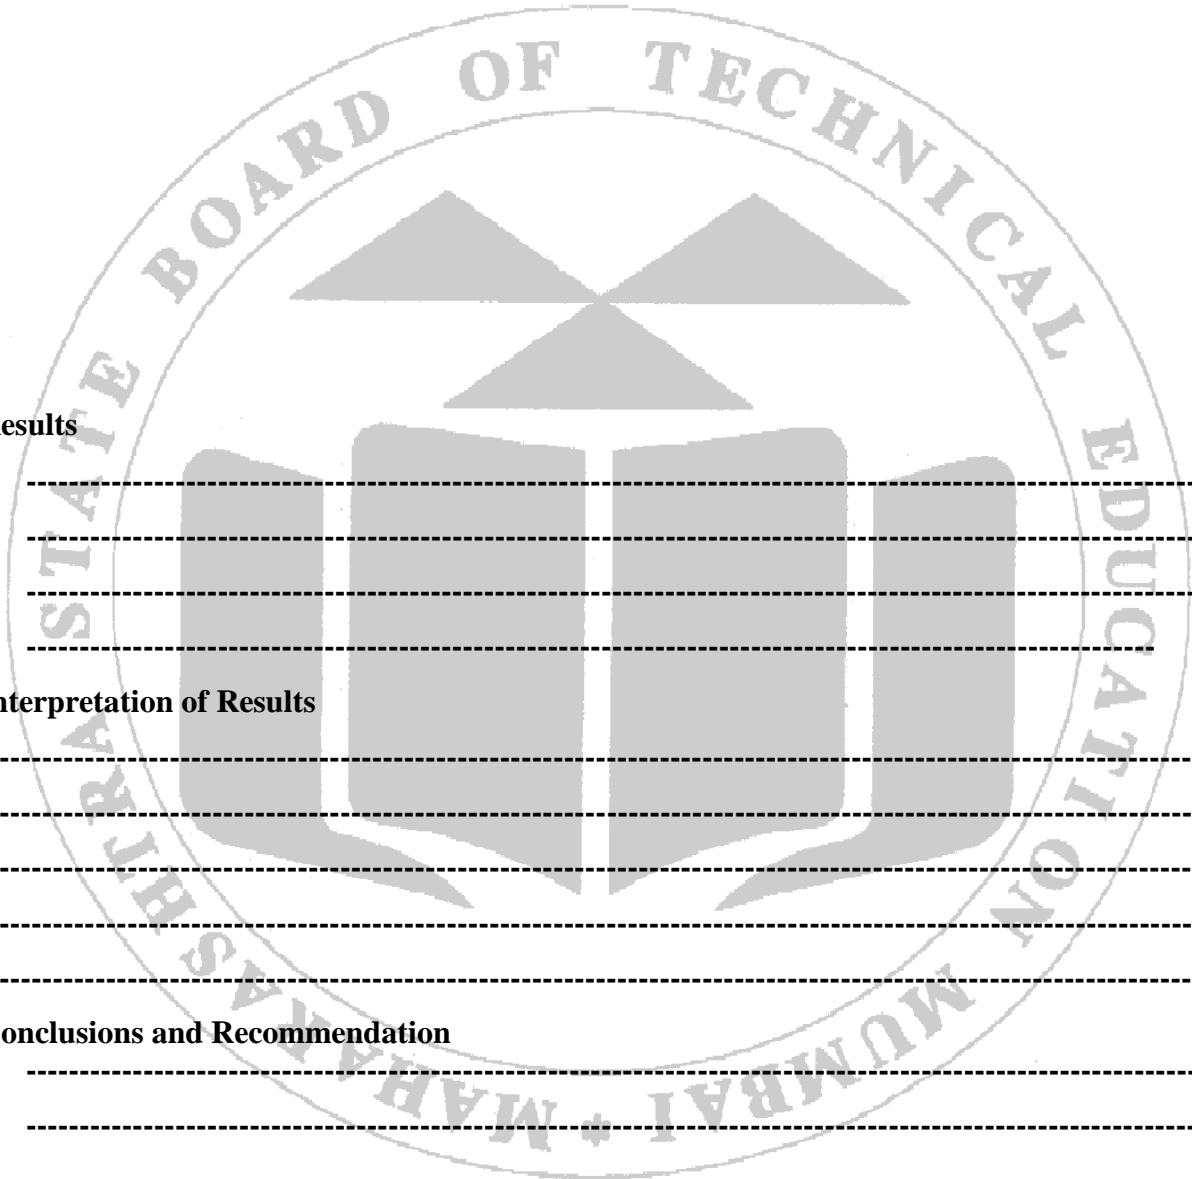 MAHARASHTRA STATE BOARD OF TECHNICAL EDUCATION MUMBAI *
esults
----------------------------------------
----------------------------------------
----------------------------------------
----------------------------------------
nterpretation of Results
----------------------------------------
----------------------------------------
----------------------------------------
----------------------------------------
----------------------------------------
onclusions and Recommendation
----------------------------------------
----------------------------------------